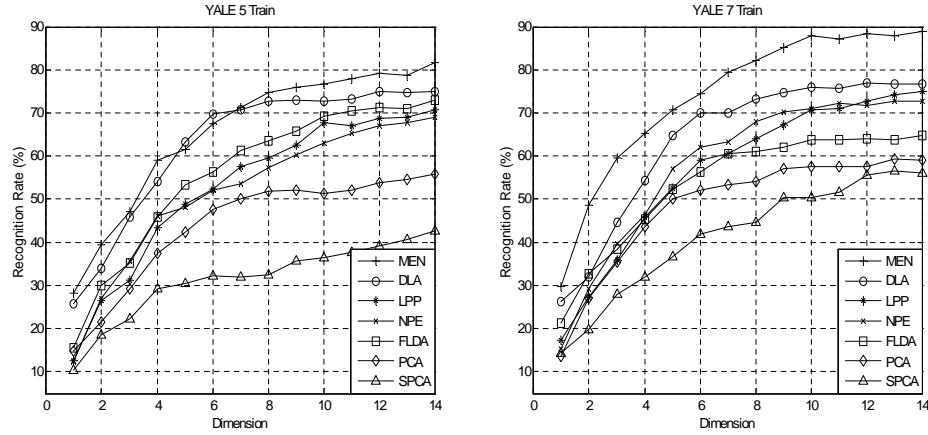 YALE 5 Train
90
80
70
60
50
40
30
20
10
Recognition Rate (%)
0 2 4 6 8 10 12 14
Dimension
MEN
DLA
LPP
NPE
FLDA
PCA
SPCA
YALE 7 Train
90
80
70
60
50
40
30
20
10
Recognition Rate (%)
0 2 4 6 8 10 12 14
Dimension
MEN
DLA
LPP
NPE
FLDA
PCA
SPCA